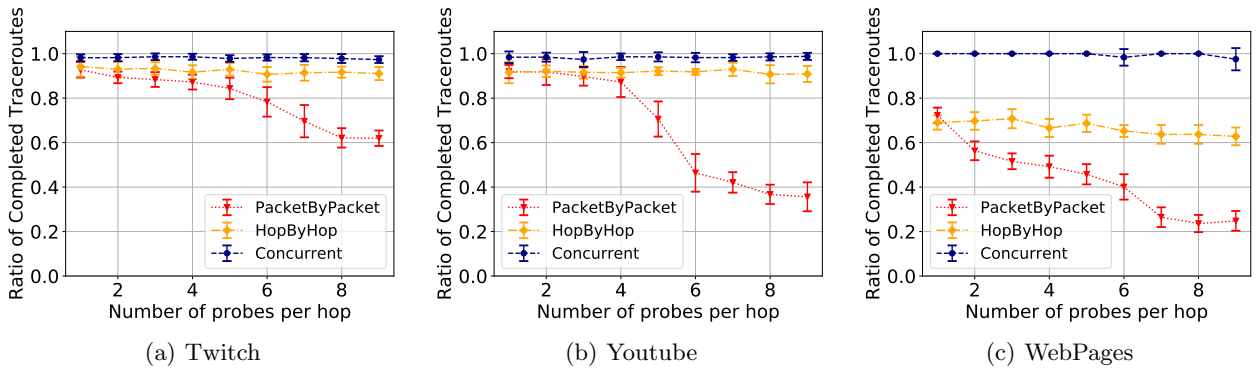 Ratio of Completed Traceroutes
1.0
0.8
0.6
0.4
0.2
0.0
PacketByPacket
HopByHop
Concurrent
2 4 6 8
Number of probes per hop
(a) Twitch
Ratio of Completed Traceroutes
1.0
0.8
0.6
0.4
0.2
0.0
PacketByPacket
HopByHop
Concurrent
2 4 6 8
Number of probes per hop
(b) Youtube
Ratio of Completed Traceroutes
1.0
0.8
0.6
0.4
0.2
0.0
PacketByPacket
HopByHop
Concurrent
2 4 6 8
Number of probes per hop
(c) WebPages